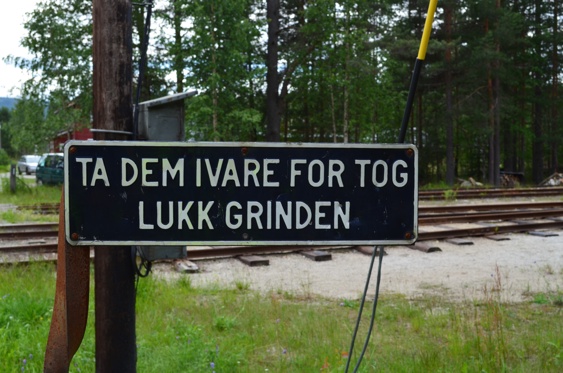 TA DEM IVARE FOR TOG
LUKK GRINDEN